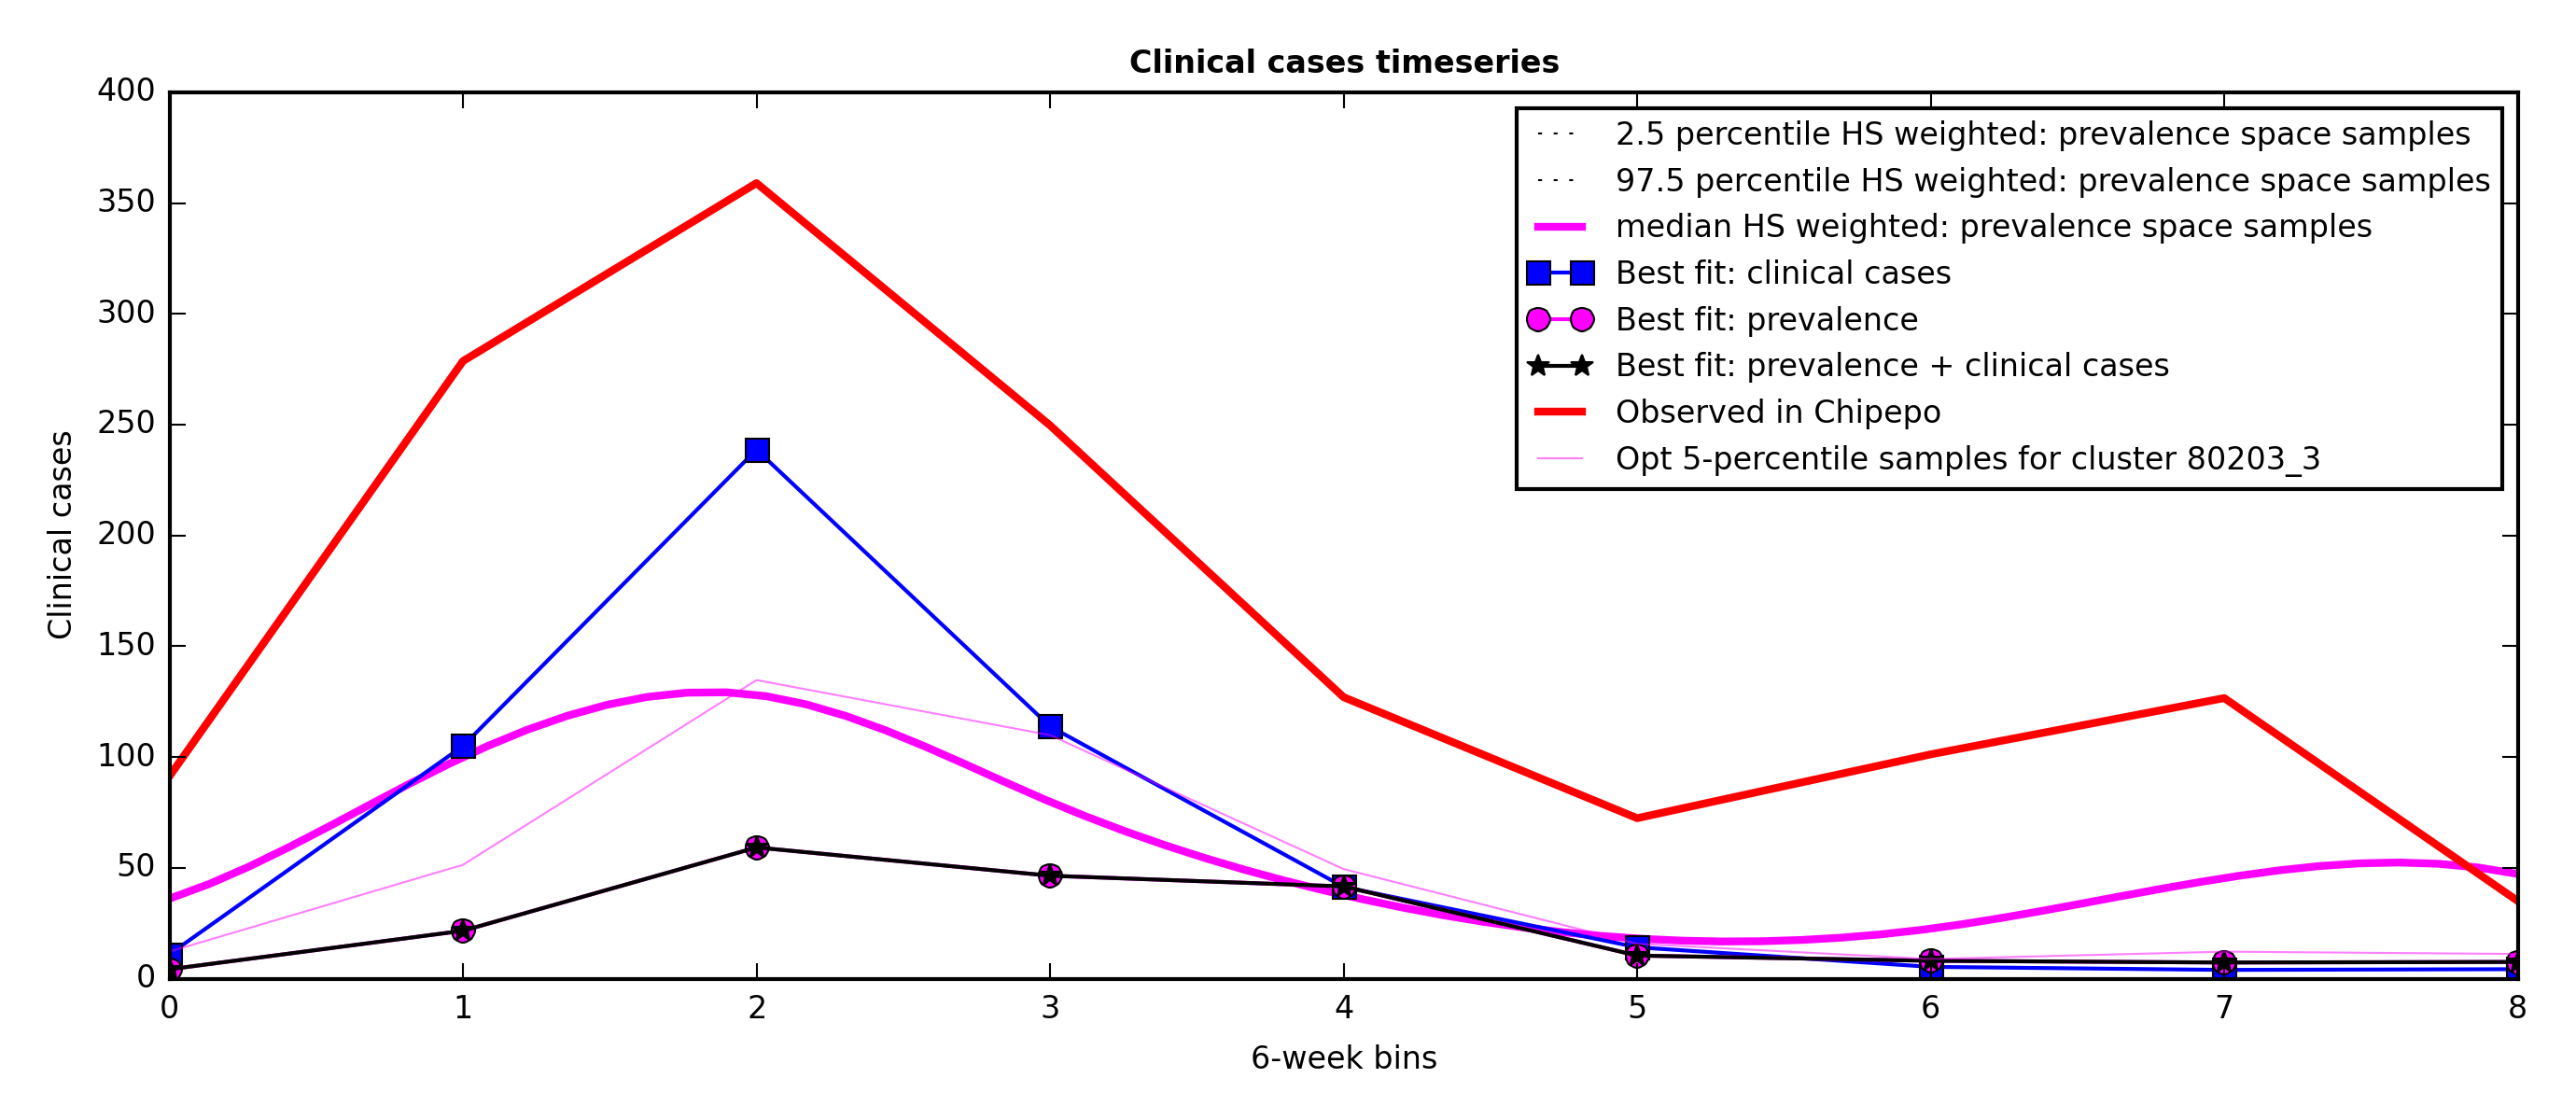 Clinical cases timeseries
400
350
300
250
200
150
100
50
0
Clinical cases
2.5 percentile HS weighted: prevalence space samples
97.5 percentile HS weighted: prevalence space samples
median HS weighted: prevalence space samples
Best fit: clinical cases
Best fit: prevalence
Best fit: prevalence + clinical cases
Observed in Chipepo
Opt 5-percentile samples for cluster 80203_3
0 1 2 3 4 5 6 7 8
6-week bins